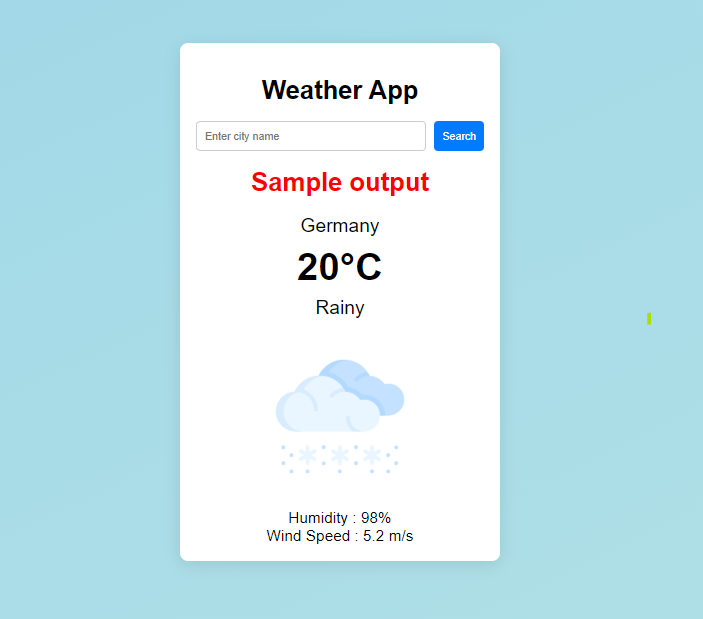 Weather App
Enter city name
Search
Sample output
Germany
20°C
Rainy
Humidity : 98%
Wind Speed : 5.2 m/s